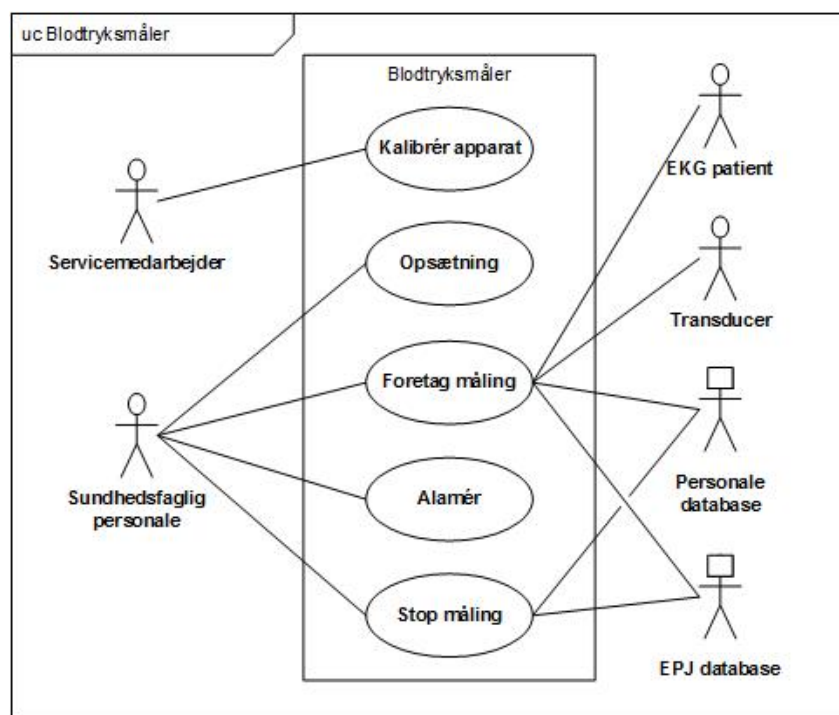 uc Blodtryksmåler
Blodtryksmåler
Kalibrér apparat
EKG patient
Servicemedarbejder
Opsætning
Transducer
Foretag måling
Sundhedsfaglig
personale
Personale
database
Alamér
Stop måling
EPJ database